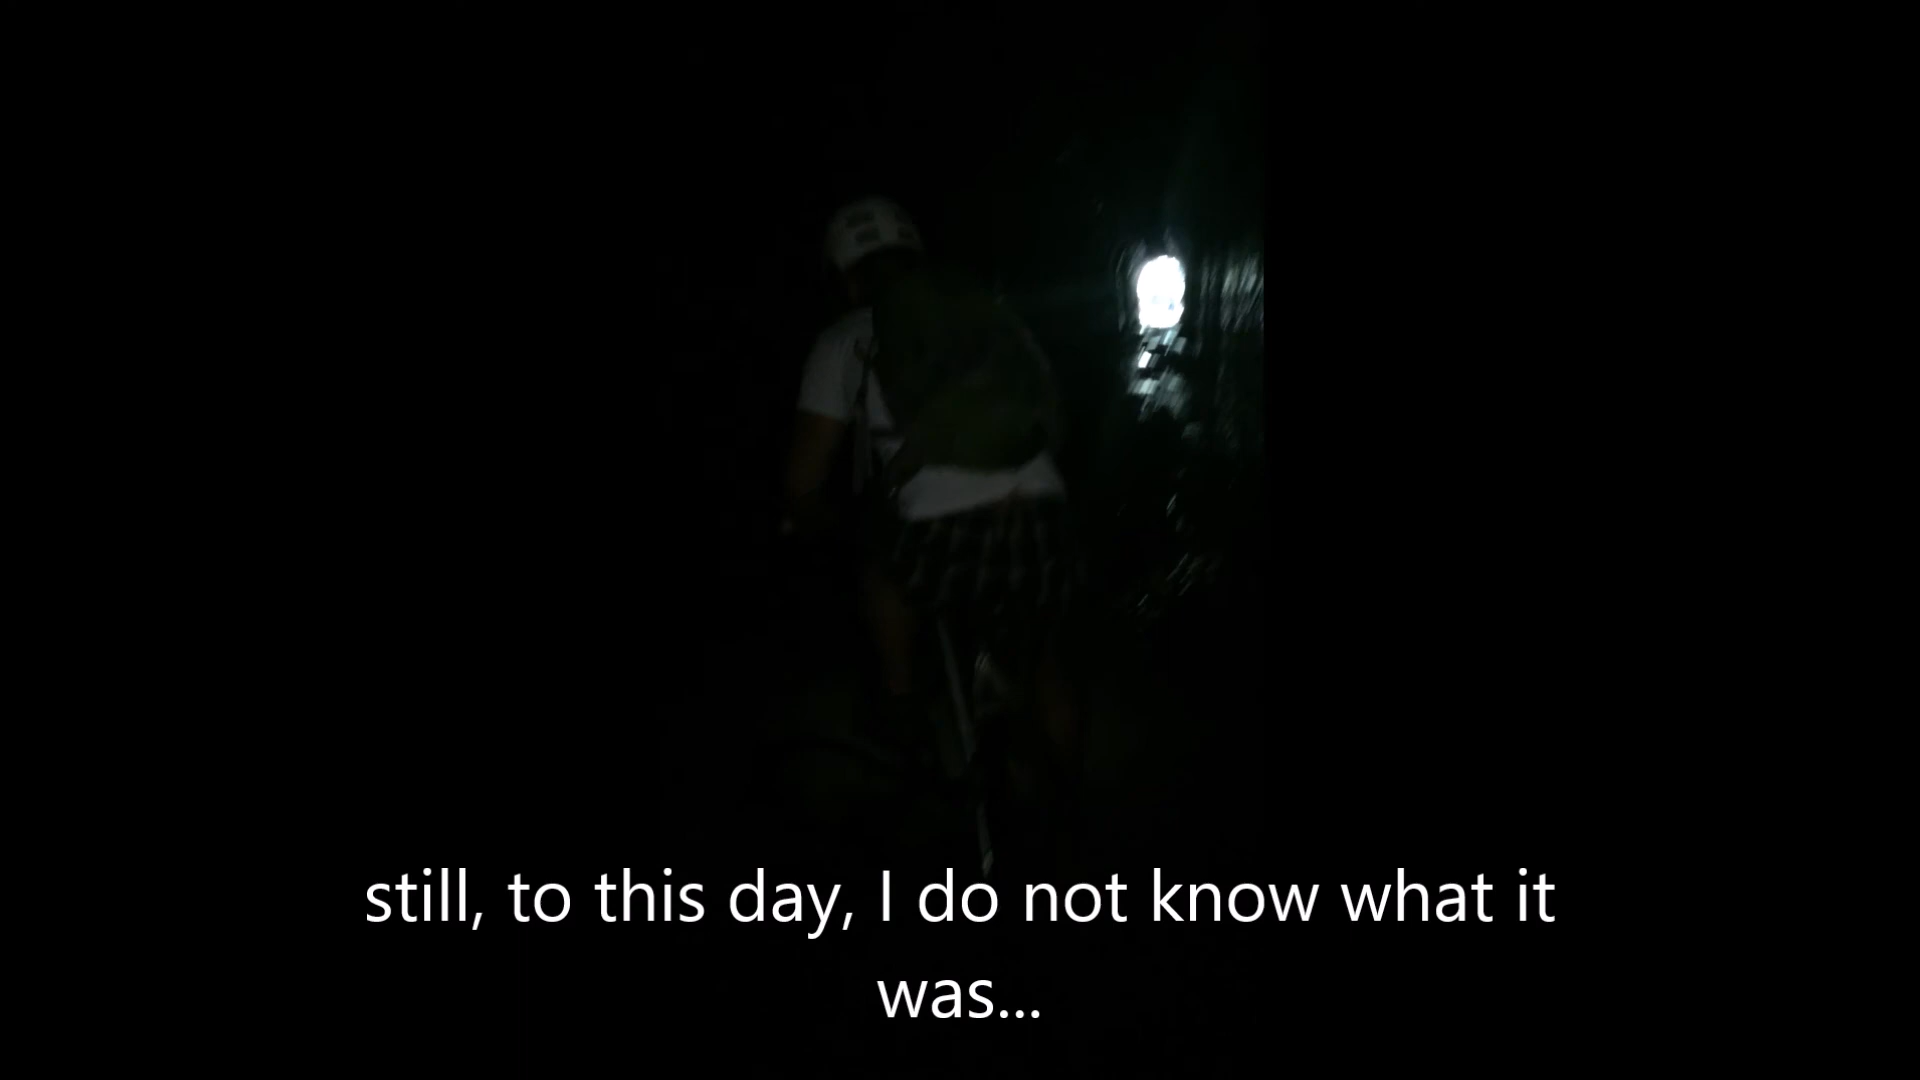 still, to this day, I do not know what it
was...